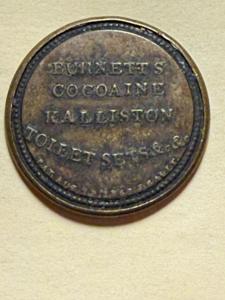 BURNETT'S
COCOAINE
KALLISTON
TOILET SETS &c. &c.